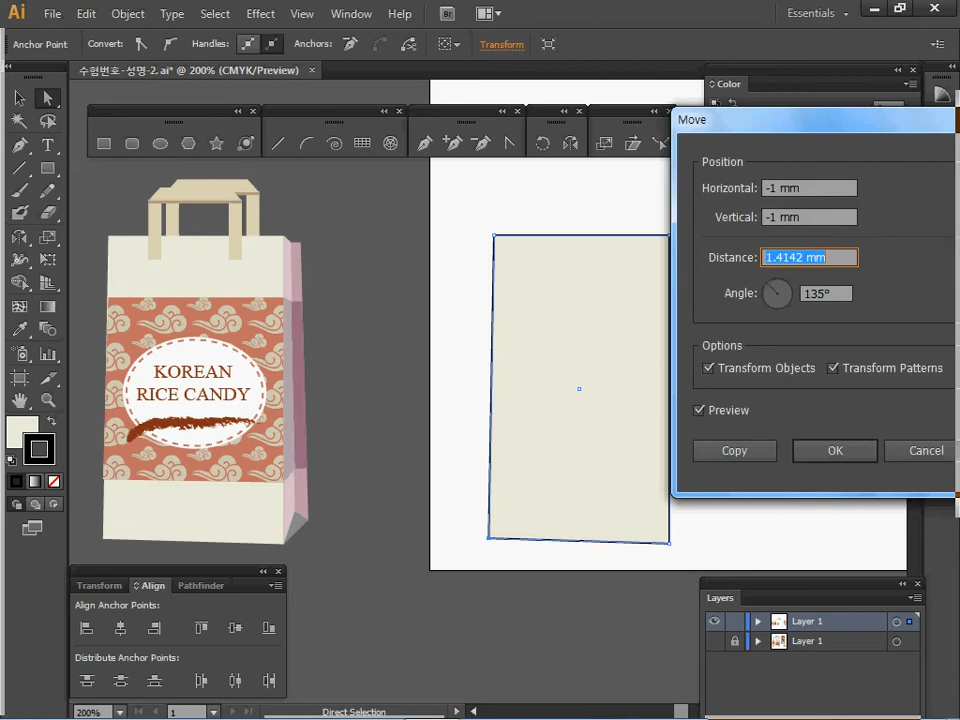 Ai File Edit Object Type Select Effect View Window Help Br Essentials
Anchor Point Convert: Handles: Anchors: Transform
수험번호-성명-2.ai* @ 200% (CMYK/Preview) ×
Color
Move
Position
Horizontal: -1 mm
Vertical: -1 mm
Distance: 1.4142 mm
Angle: 135°
Options
Transform Objects Transform Patterns
Preview
Copy OK Cancel
KOREAN
RICE CANDY
Transform Align Pathfinder
Align Anchor Points:
Distribute Anchor Points:
Layers
Layer 1
Layer 1
200% 1 Direct Selection